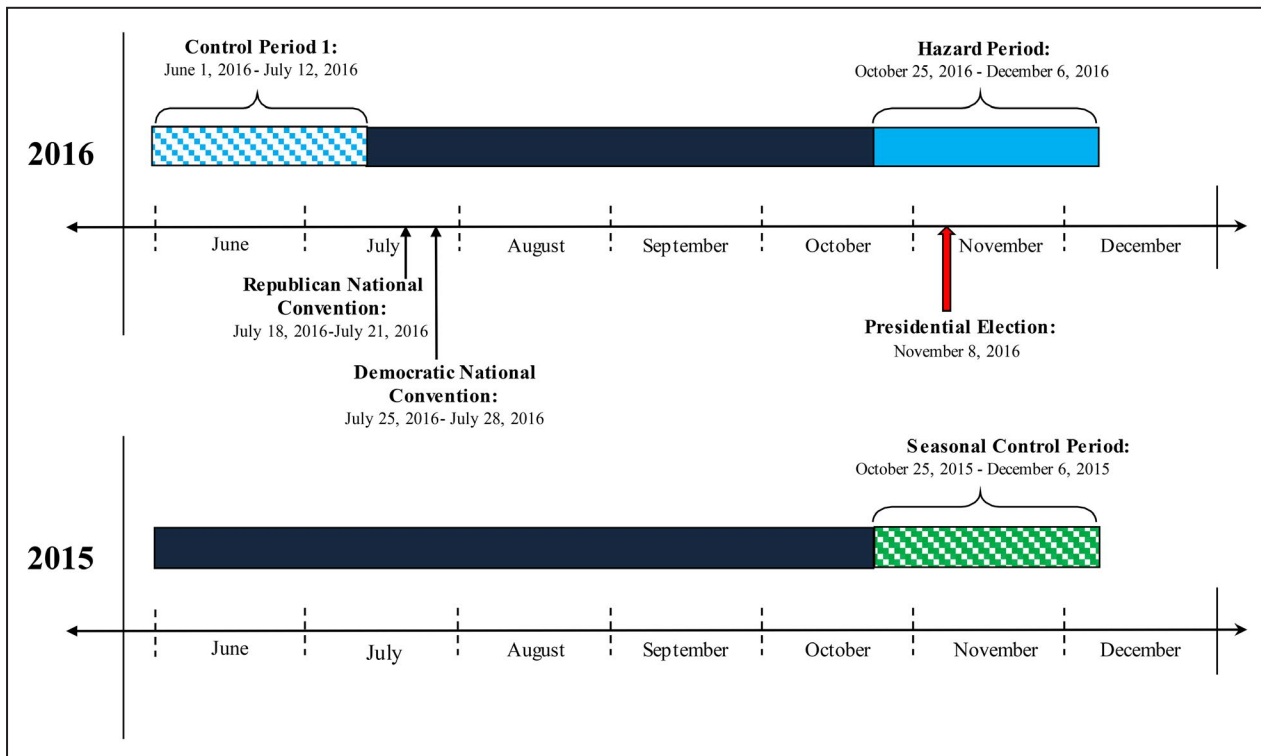 Control Period 1:
June 1, 2016 - July 12, 2016
Hazard Period:
October 25, 2016 - December 6, 2016
2016
June
July
August
September
October
November
December
Republican National
Convention:
July 18, 2016-July 21, 2016
Presidential Election:
November 8, 2016
Democratic National
Convention:
July 25, 2016- July 28, 2016
Seasonal Control Period:
October 25, 2015 - December 6, 2015
2015
June
July
August
September
October
November
December